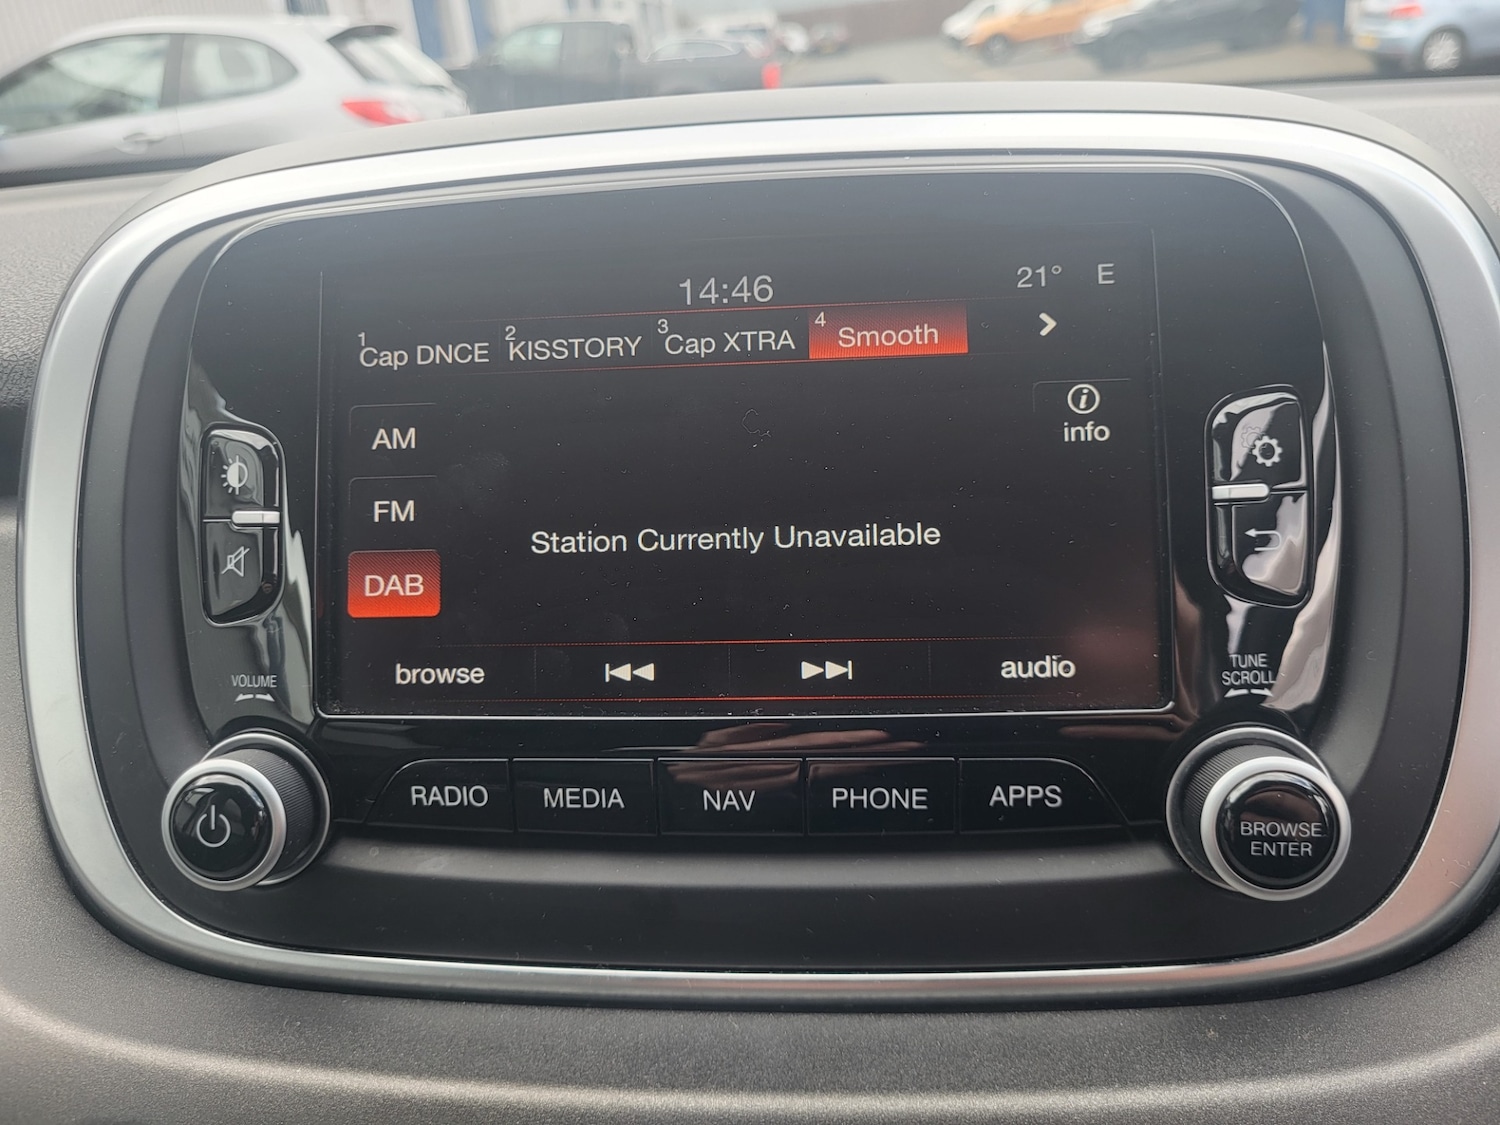 14:46
21° E
1 Cap DNCE 2 KISSTORY 3 Cap XTRA 4 Smooth
i
info
AM
FM
Station Currently Unavailable
DAB
browse
audio
VOLUME
TUNE
SCROLL
RADIO MEDIA NAV PHONE APPS
BROWSE
ENTER